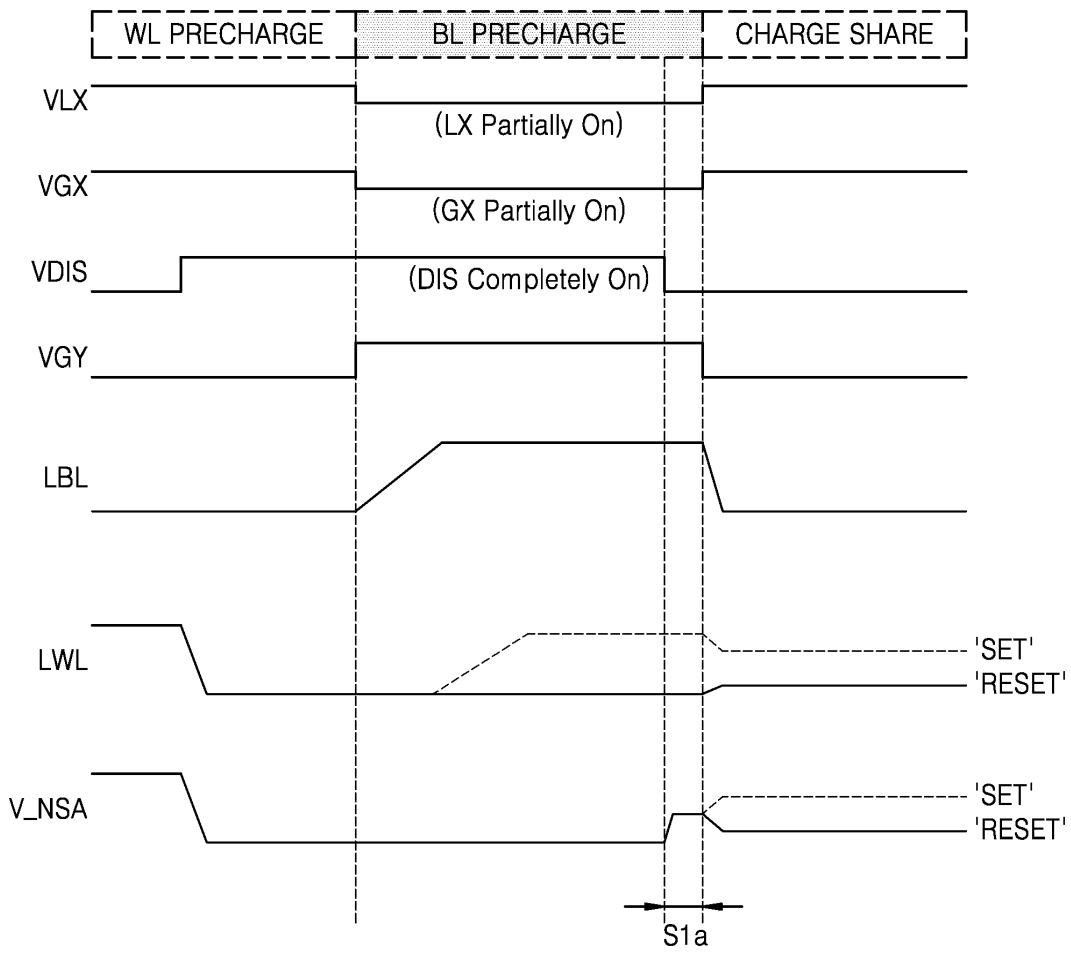 WL PRECHARGE BL PRECHARGE CHARGE SHARE
VLX
(LX Partially On)
VGX
(GX Partially On)
VDIS
(DIS Completely On)
VGY
LBL
LWL
'SET'
'RESET'
V_NSA
'SET'
'RESET'
S1a